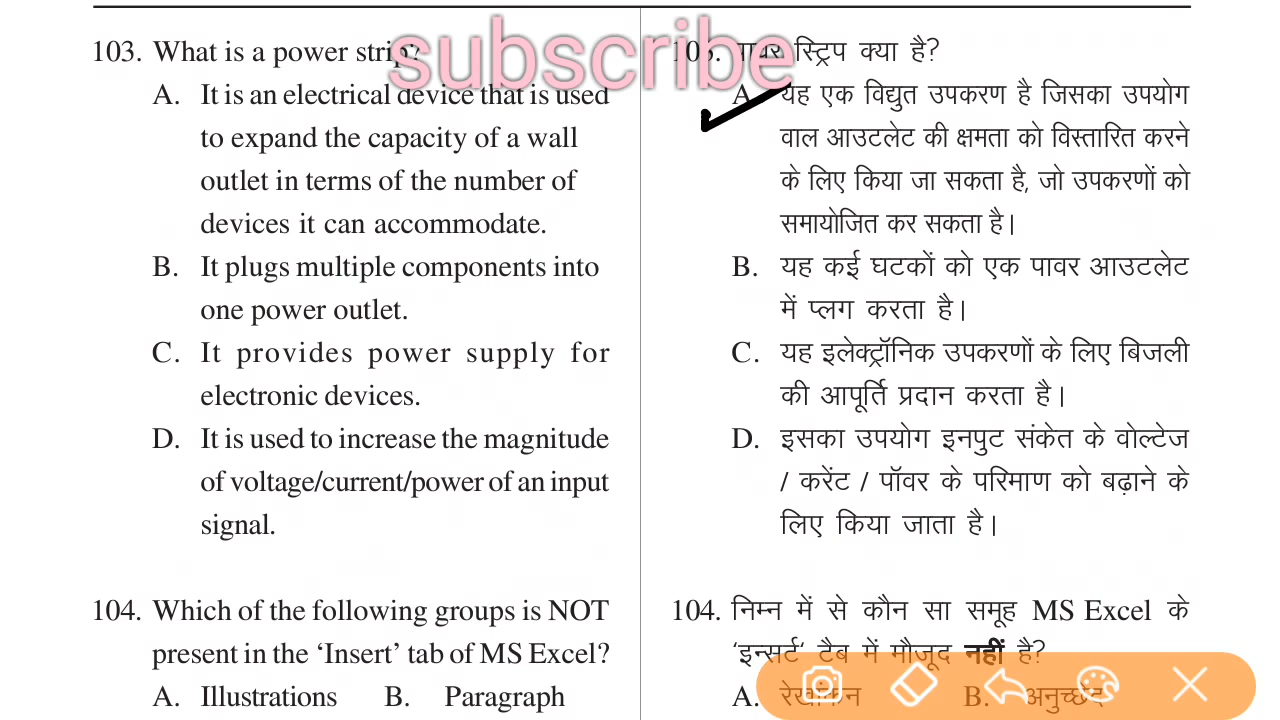 subscribe
103. What is a power strip?
A. It is an electrical device that is used
to expand the capacity of a wall
outlet in terms of the number of
devices it can accommodate.
B. It plugs multiple components into
one power outlet.
C. It provides power supply for
electronic devices.
D. It is used to increase the magnitude
of voltage/current/power of an input
signal.
104. Which of the following groups is NOT
present in the ‘Insert’ tab of MS Excel?
A. Illustrations B. Paragraph
103. पावर स्ट्रिप क्या है?
A. यह एक विद्युत उपकरण है जिसका उपयोग
वाल आउटलेट की क्षमता को विस्तारित करने
के लिए किया जा सकता है, जो उपकरणों को
समायोजित कर सकता है।
B. यह कई घटकों को एक पावर आउटलेट
में प्लग करता है।
C. यह इलेक्ट्रॉनिक उपकरणों के लिए बिजली
की आपूर्ति प्रदान करता है।
D. इसका उपयोग इनपुट संकेत के वोल्टेज
/ करेंट / पॉवर के परिमाण को बढ़ाने के
लिए किया जाता है।
104. निम्न में से कौन सा समूह MS Excel के
‘इन्सर्ट‘ टैब में मौजूद नहीं है?
A. रेखांकन B. अनुच्छेद